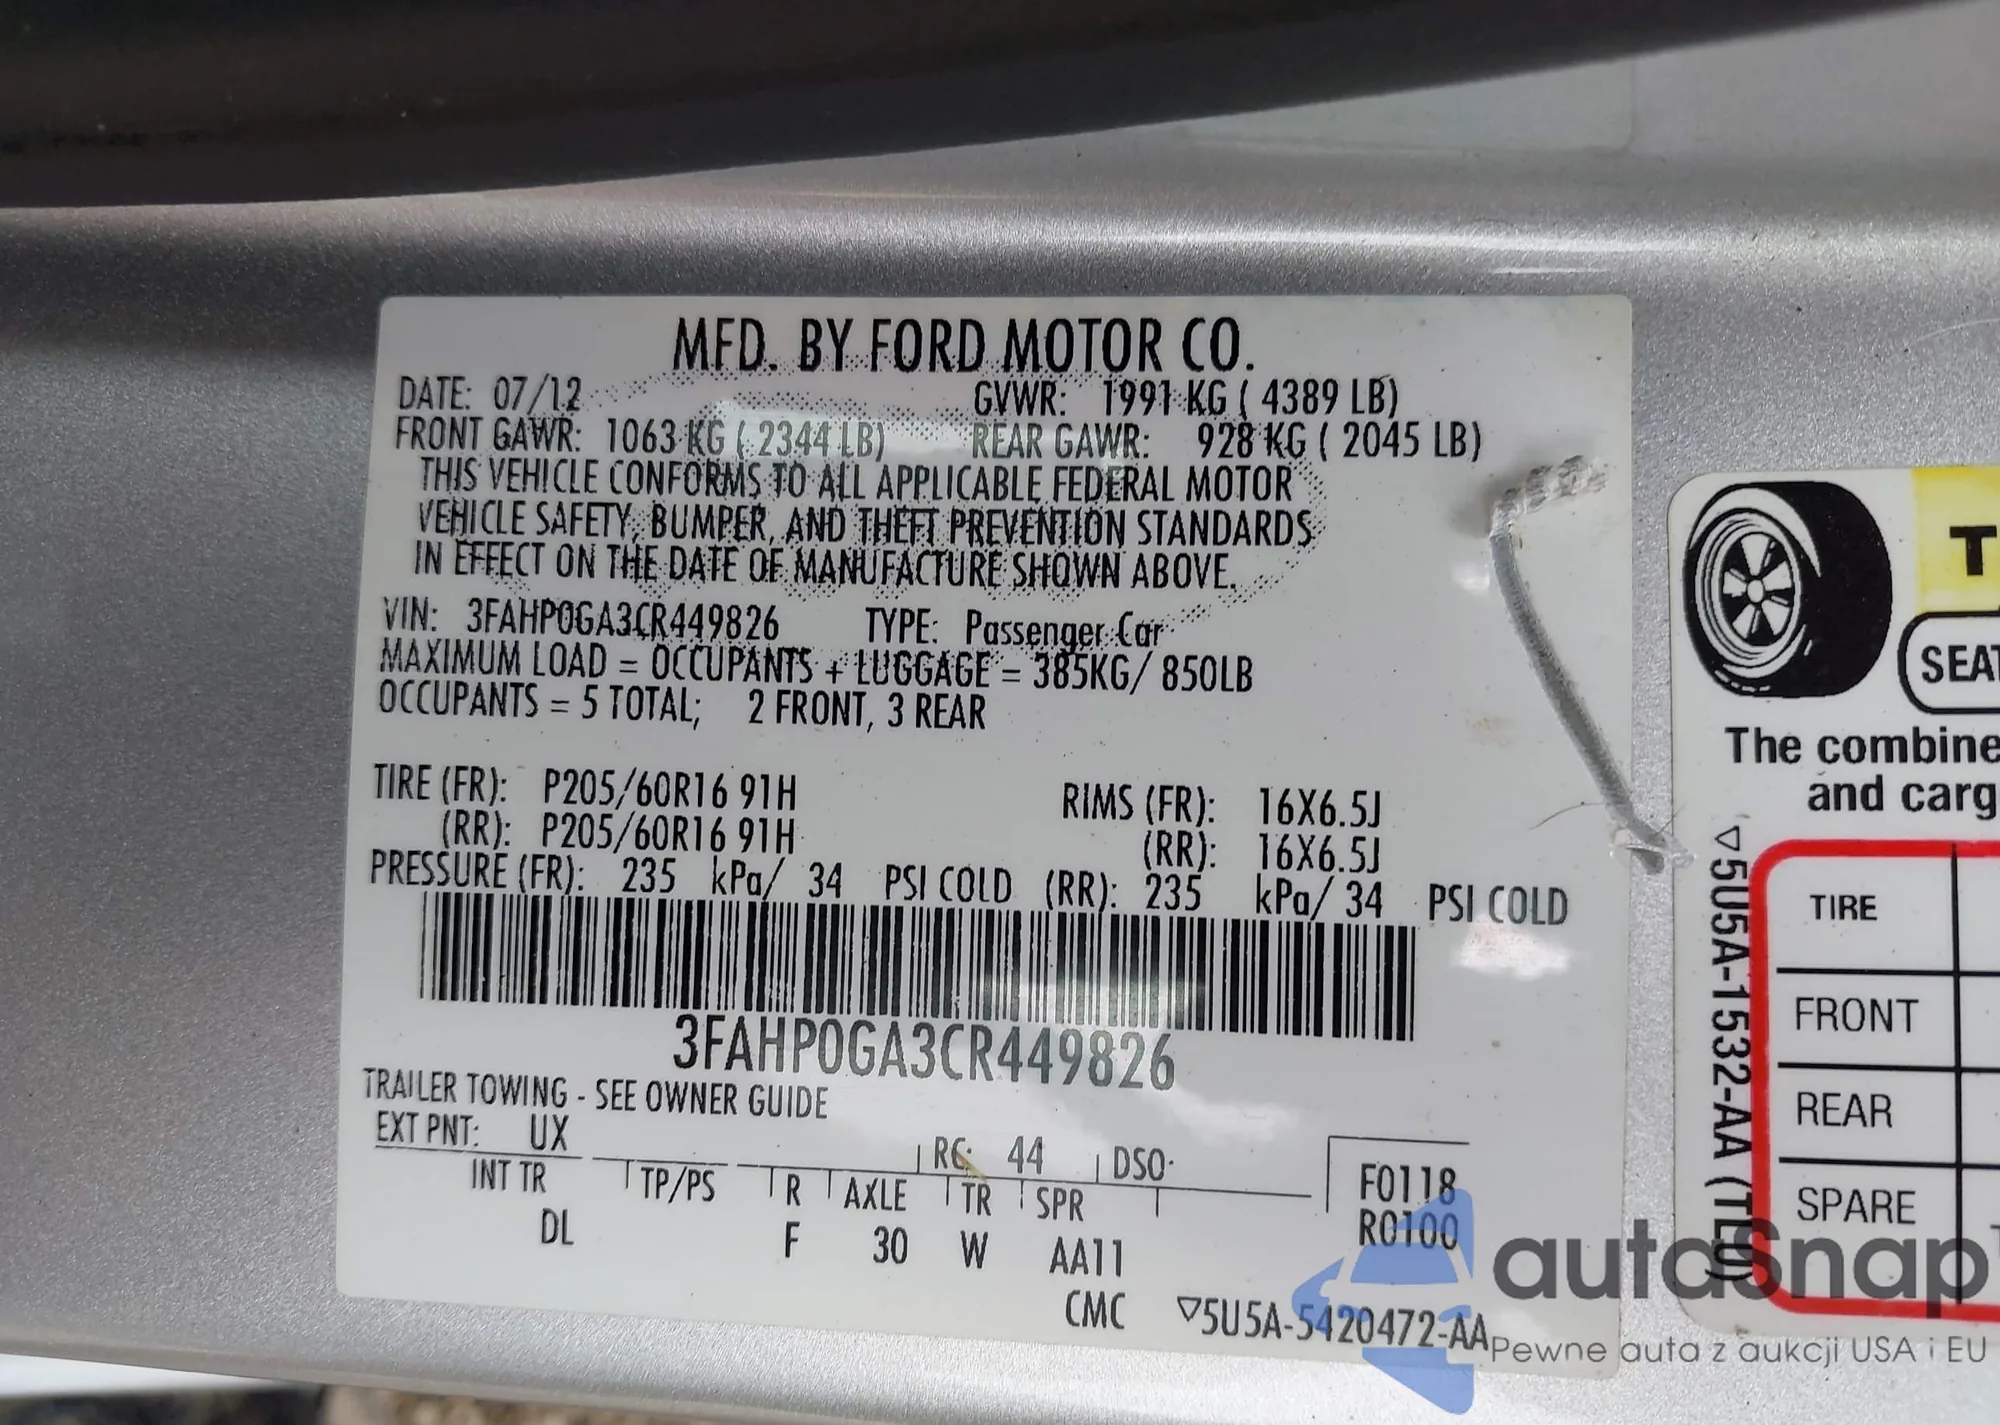 MFD. BY FORD MOTOR CO.
DATE: 07/12 GVWR: 1991 KG ( 4389 LB)
FRONT GAWR: 1063 KG ( 2344 LB) REAR GAWR: 928 KG ( 2045 LB)
THIS VEHICLE CONFORMS TO ALL APPLICABLE FEDERAL MOTOR
VEHICLE SAFETY, BUMPER, AND THEFT PREVENTION STANDARDS
IN EFFECT ON THE DATE OF MANUFACTURE SHOWN ABOVE.
VIN: 3FAHP0GA3CR449826 TYPE: Passenger Car
MAXIMUM LOAD = OCCUPANTS + LUGGAGE = 385KG/ 850LB
OCCUPANTS = 5 TOTAL; 2 FRONT, 3 REAR
TIRE (FR): P205/60R16 91H RIMS (FR): 16X6.5J
(RR): P205/60R16 91H (RR): 16X6.5J
PRESSURE (FR): 235 kPa/ 34 PSI COLD (RR): 235 kPa/ 34 PSI COLD
3FAHP0GA3CR449826
TRAILER TOWING - SEE OWNER GUIDE
EXT PNT: UX RC: 44 DSO:
INT TR TP/PS R AXLE TR SPR F0118
DL F 30 W AA11 R0100
CMC ▽5U5A-5420472-AA
T
SEAT
The combine
and carg
▽5U5A-1532-AA (TL0)
TIRE
FRONT
REAR
SPARE
T
autosnap
Pewne auta z aukcji USA i EU